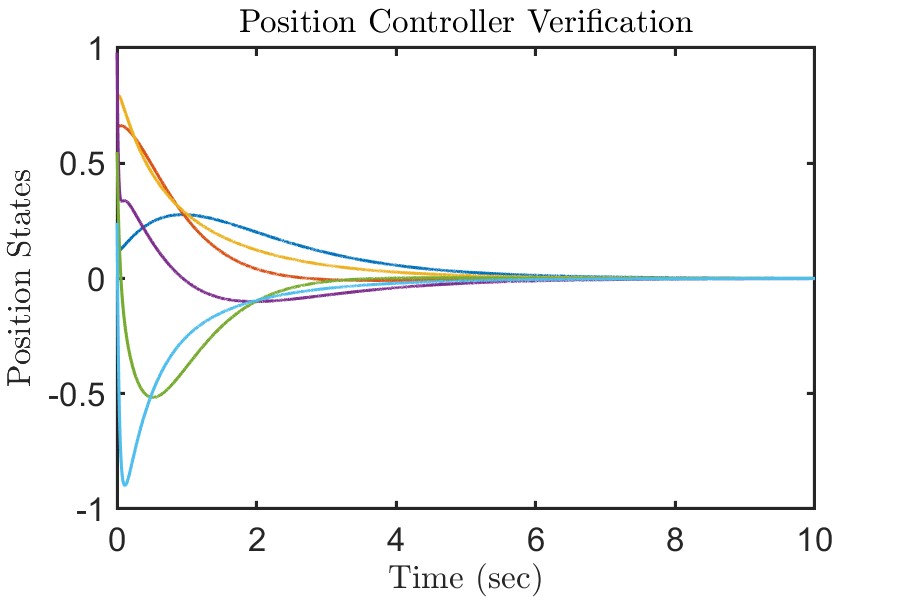 Position Controller Verification
1
0.5
0
-0.5
-1
Position States
0 2 4 6 8 10
Time (sec)